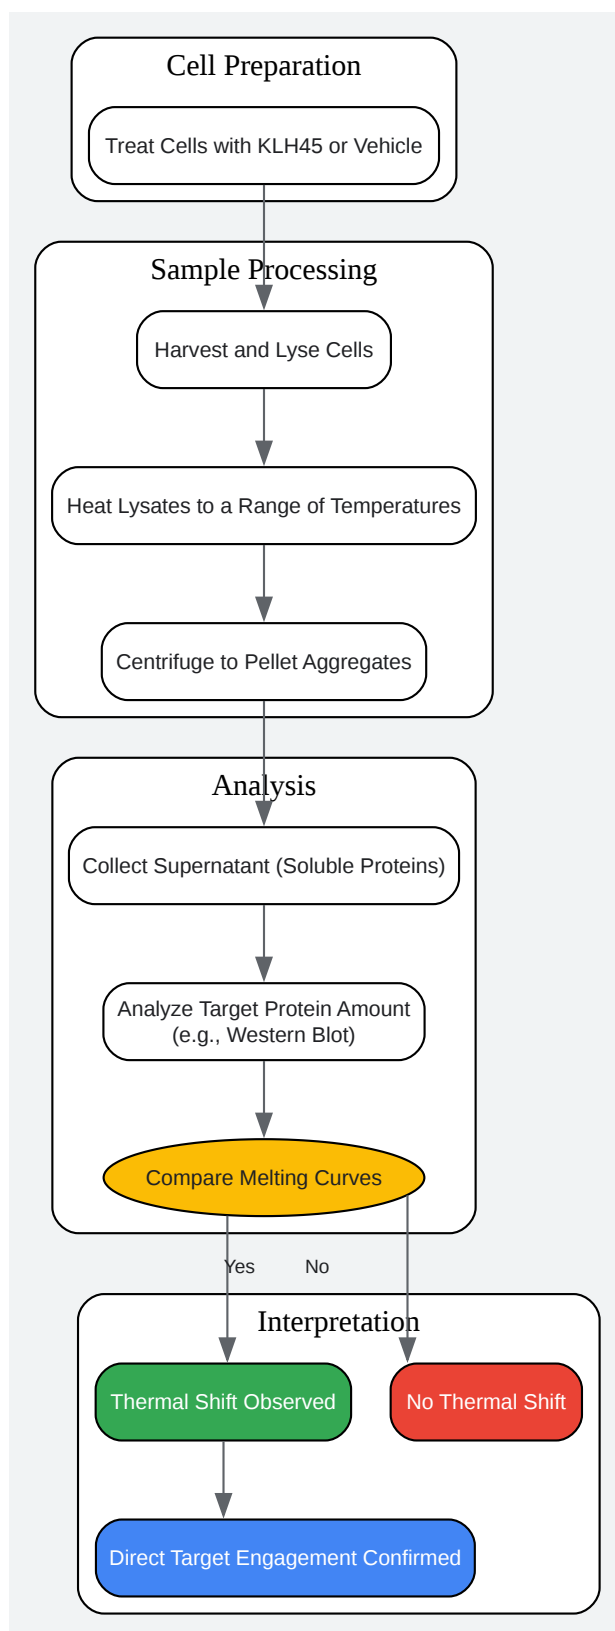 Cell Preparation
Treat Cells with KLH45 or Vehicle
Sample Processing
Harvest and Lyse Cells
Heat Lysates to a Range of Temperatures
Centrifuge to Pellet Aggregates
Analysis
Collect Supernatant (Soluble Proteins)
Analyze Target Protein Amount
(e.g., Western Blot)
Compare Melting Curves
Yes
No
Interpretation
Thermal Shift Observed
No Thermal Shift
Direct Target Engagement Confirmed